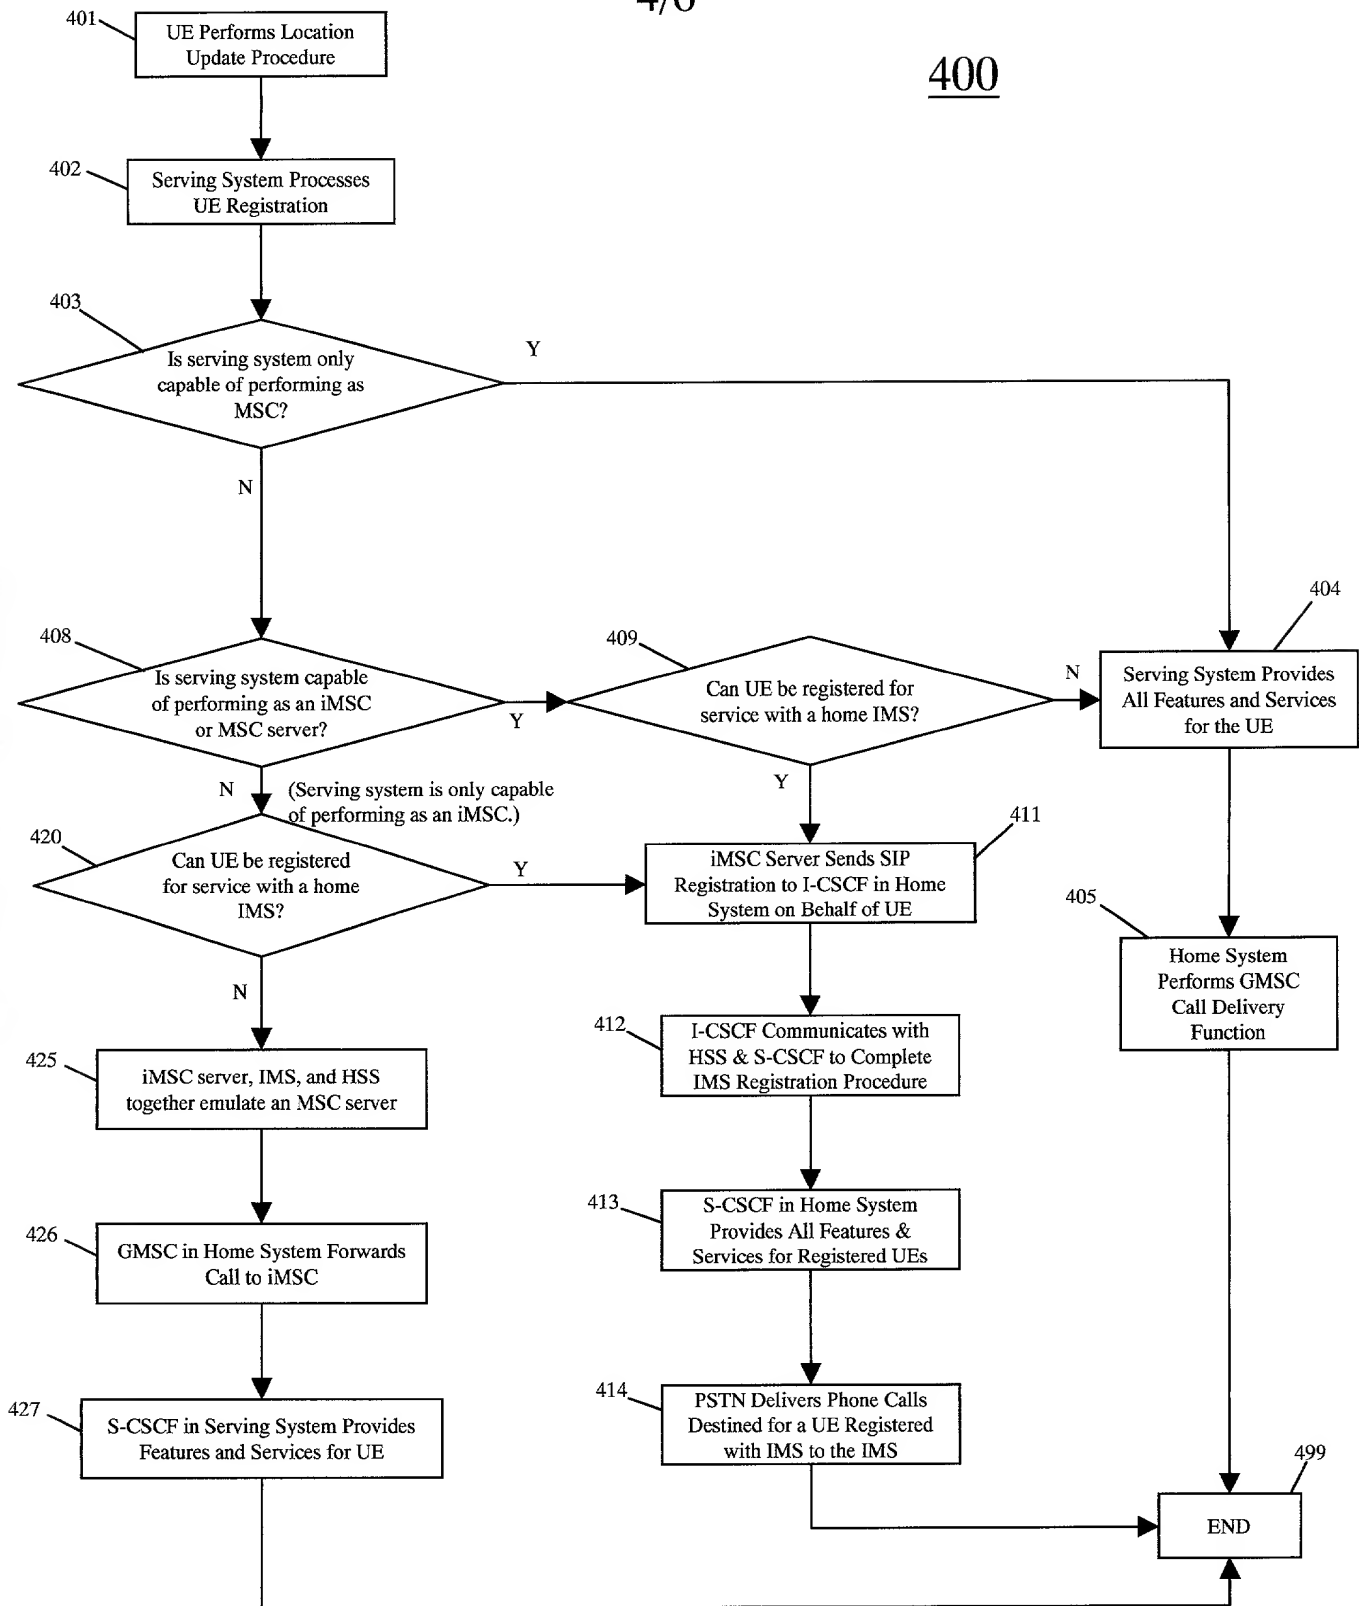 4/6
400
401
UE Performs Location
Update Procedure
402
Serving System Processes
UE Registration
403
Is serving system only
capable of performing as
MSC?
Y
N
404
408
Is serving system capable
of performing as an iMSC
or MSC server?
Y
409
Can UE be registered for
service with a home IMS?
N
Serving System Provides
All Features and Services
for the UE
N
(Serving system is only capable
of performing as an iMSC.)
Y
420
Can UE be registered
for service with a home
IMS?
Y
411
iMSC Server Sends SIP
Registration to I-CSCF in Home
System on Behalf of UE
405
Home System
Performs GMSC
Call Delivery
Function
N
425
iMSC server, IMS, and HSS
together emulate an MSC server
412
I-CSCF Communicates with
HSS & S-CSCF to Complete
IMS Registration Procedure
426
GMSC in Home System Forwards
Call to iMSC
413
S-CSCF in Home System
Provides All Features &
Services for Registered UEs
427
S-CSCF in Serving System Provides
Features and Services for UE
414
PSTN Delivers Phone Calls
Destined for a UE Registered
with IMS to the IMS
499
END